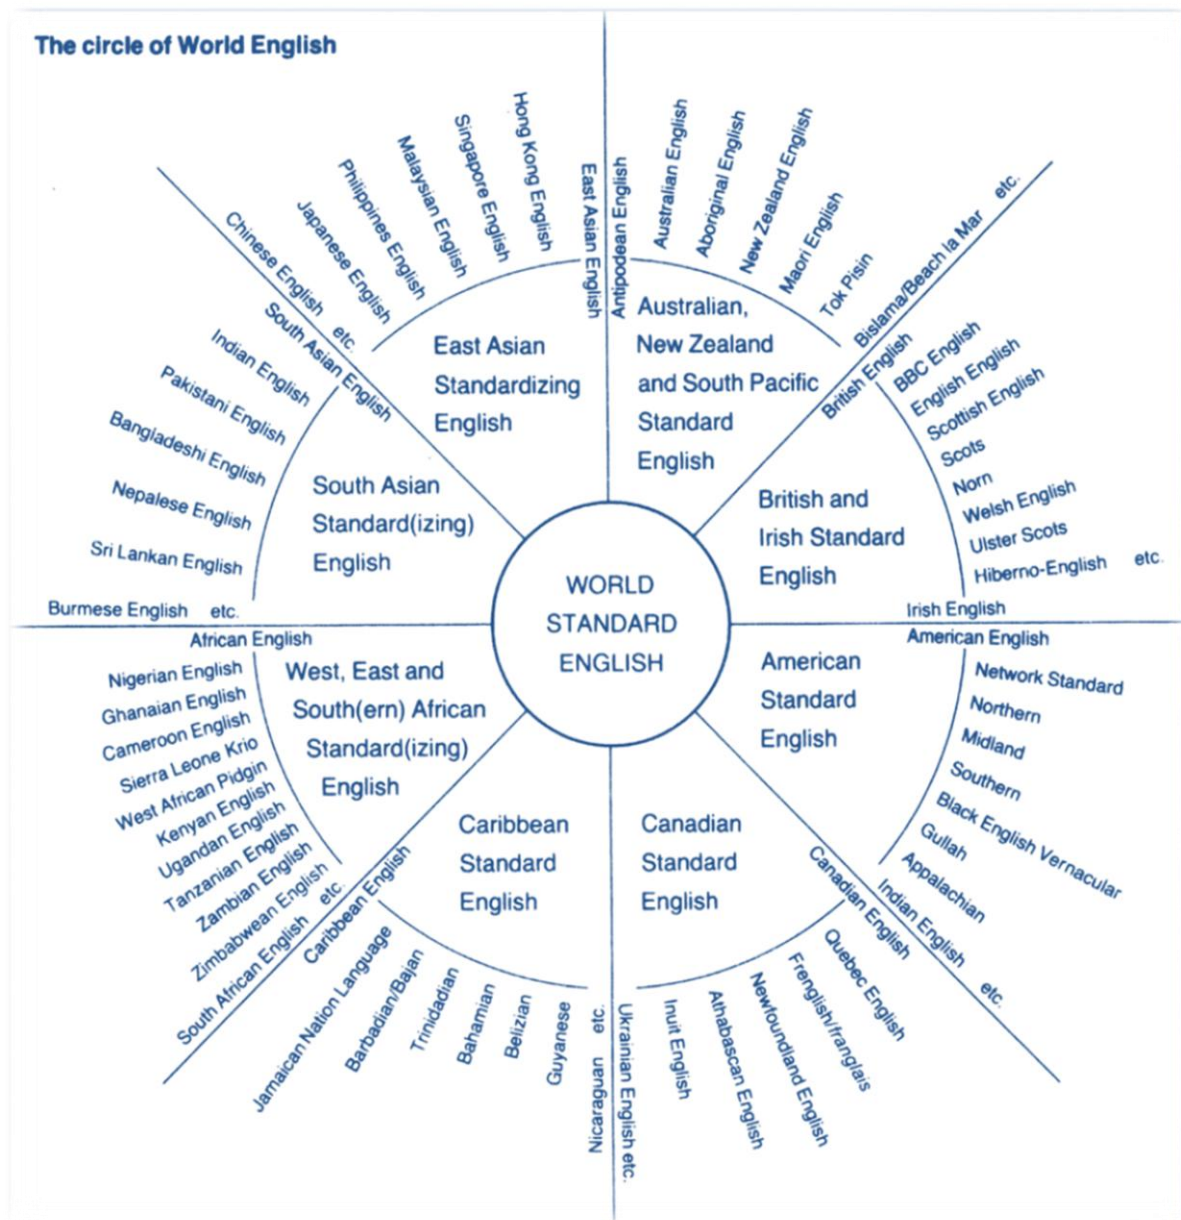 The circle of World English
WORLD
STANDARD
ENGLISH
Australian,
New Zealand
and South Pacific
Standard
English
Antipodean English
Australian English
Aboriginal English
New Zealand English
Maori English
Tok Pisin
Bislama/Beach la Mar etc.
British and
Irish Standard
English
British English
BBC English
English English
Scottish English
Scots
Norn
Welsh English
Ulster Scots
Hiberno-English etc.
Irish English
American
Standard
English
American English
Network Standard
Northern
Midland
Southern
Black English Vernacular
Gullah
Appalachian
Indian English etc.
Canadian
Standard
English
Canadian English
Quebec English
Frenglish/franglais
Newfoundland English
Athabascan English
Inuit English
Ukrainian English etc.
Caribbean
Standard
English
Caribbean English
Jamaican Nation Language
Barbadian/Bajan
Trinidadian
Bahamian
Belizian
Guyanese
Nicaraguan etc.
West, East and
South(ern) African
Standard(izing)
English
African English
Nigerian English
Ghanaian English
Cameroon English
Sierra Leone Krio
West African Pidgin
Kenyan English
Ugandan English
Tanzanian English
Zambian English
Zimbabwean English
South African English etc.
South Asian
Standard(izing)
English
South Asian English
Indian English
Pakistani English
Bangladeshi English
Nepalese English
Sri Lankan English
Burmese English etc.
East Asian
Standardizing
English
East Asian English
Hong Kong English
Singapore English
Malaysian English
Philippines English
Japanese English
Chinese English etc.